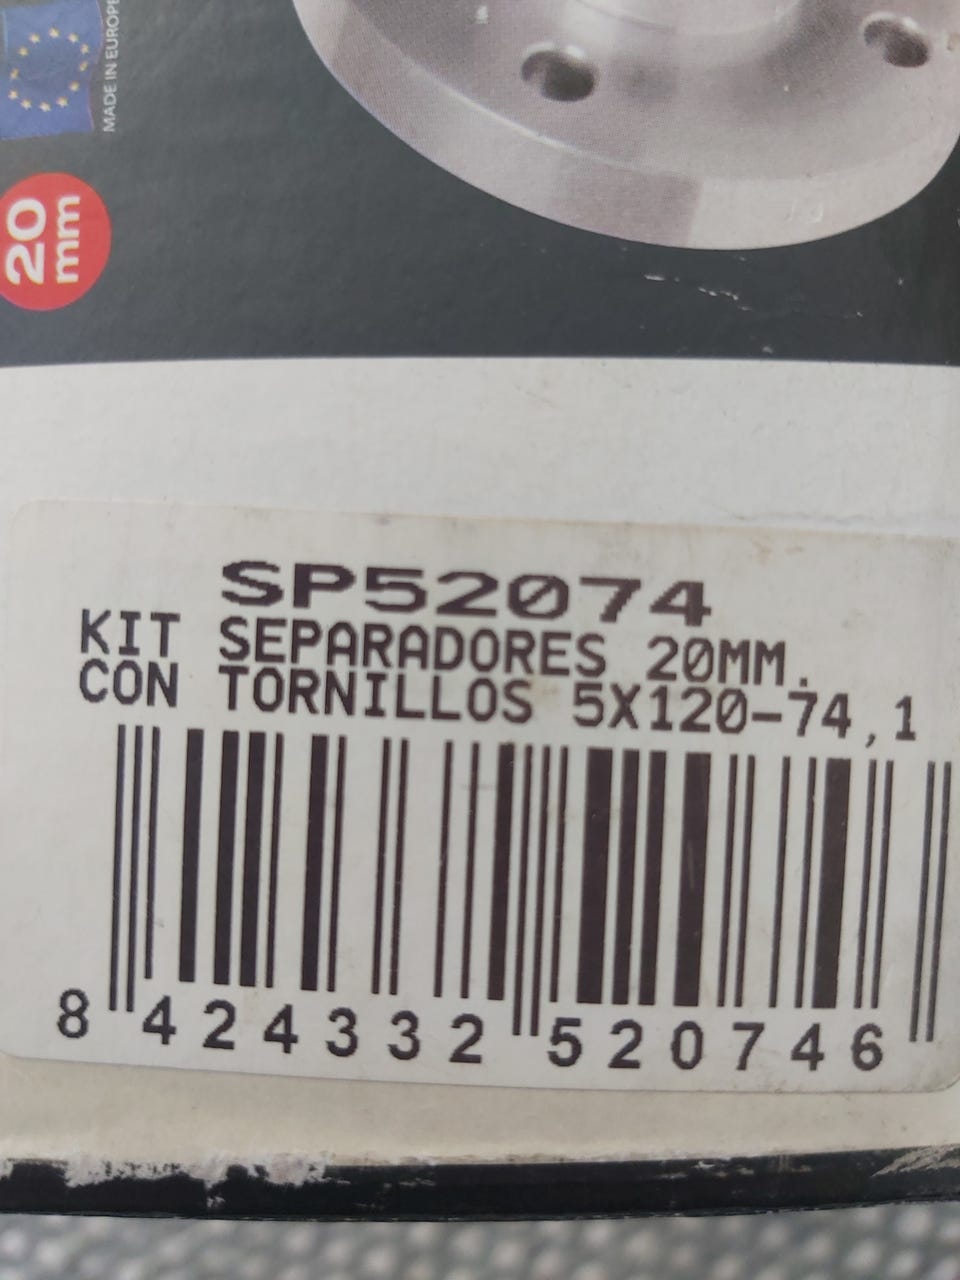 MADE IN EUROPE
20
mm
SP52074
KIT SEPARADORES 20MM.
CON TORNILLOS 5X120-74,1
8 424332 520746